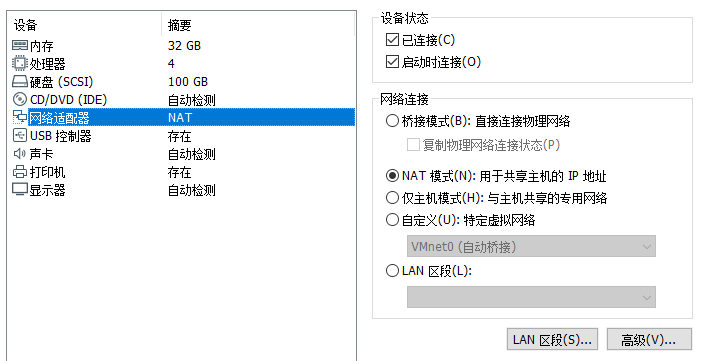 设备 摘要
内存 32 GB
处理器 4
硬盘 (SCSI) 100 GB
CD/DVD (IDE) 自动检测
网络适配器 NAT
USB 控制器 存在
声卡 自动检测
打印机 存在
显示器 自动检测
设备状态
已连接(C)
启动时连接(O)
网络连接
桥接模式(B): 直接连接物理网络
复制物理网络连接状态(P)
NAT 模式(N): 用于共享主机的 IP 地址
仅主机模式(H): 与主机共享的专用网络
自定义(U): 特定虚拟网络
VMnet0 (自动桥接)
LAN 区段(L):
LAN 区段(S)... 高级(V)...